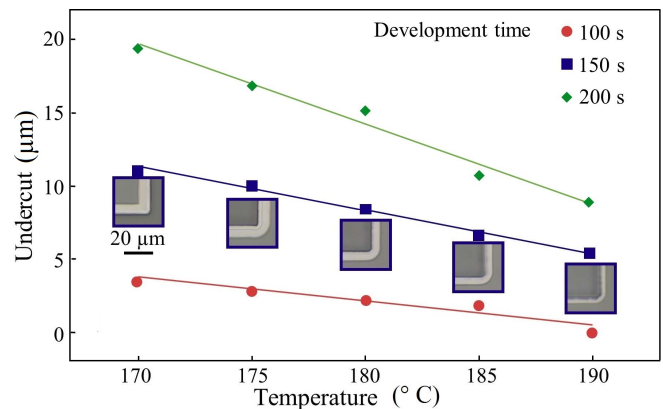 Development time
100 s
150 s
200 s
Undercut (μm)
20
15
10
5
0
20 μm
170
175
180
185
190
Temperature (° C)